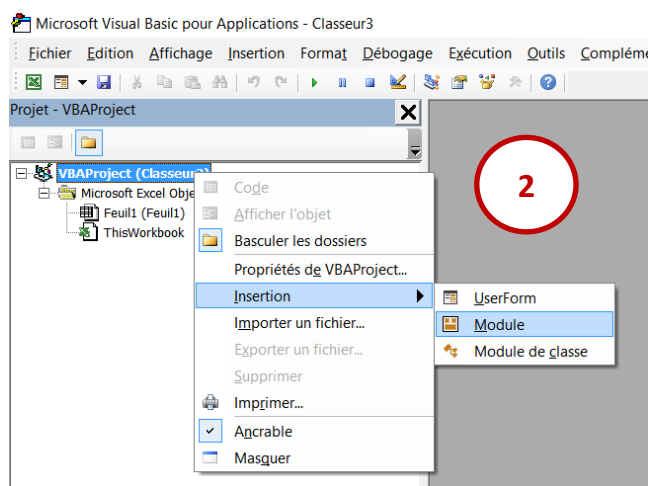 Microsoft Visual Basic pour Applications - Classeur3
Fichier Edition Affichage Insertion Format Débogage Exécution Outils Complém
Projet - VBAProject
VBAProject (Classeur3)
Microsoft Excel Obje
Feuil1 (Feuil1)
ThisWorkbook
Code
Afficher l'objet
Basculer les dossiers
Propriétés de VBAProject...
Insertion
Importer un fichier...
Exporter un fichier...
Supprimer
Imprimer...
Ancrable
Masquer
UserForm
Module
Module de classe
2